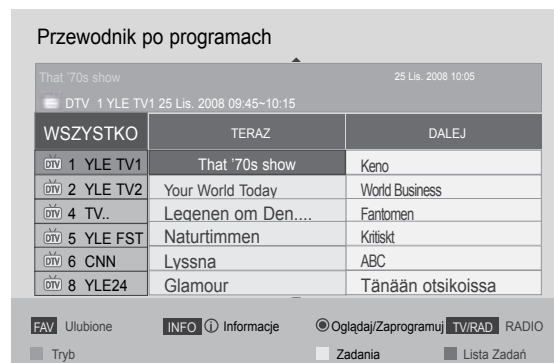 Przewodnik po programach
That '70s show 25 Lis. 2008 10:05
DTV 1 YLE TV1 25 Lis. 2008 09:45~10:15
WSZYSTKO TERAZ DALEJ
DTV 1 YLE TV1 That '70s show Keno
DTV 2 YLE TV2 Your World Today World Business
DTV 4 TV.. Legenen om Den.... Fantomen
DTV 5 YLE FST Naturtimmen Kritiskt
DTV 6 CNN Lyssna ABC
DTV 8 YLE24 Glamour Tänään otsikoissa
FAV Ulubione INFO ⓘ Informacje Oglądaj/Zaprogramuj TV/RAD RADIO
Tryb Zadania Lista Zadań